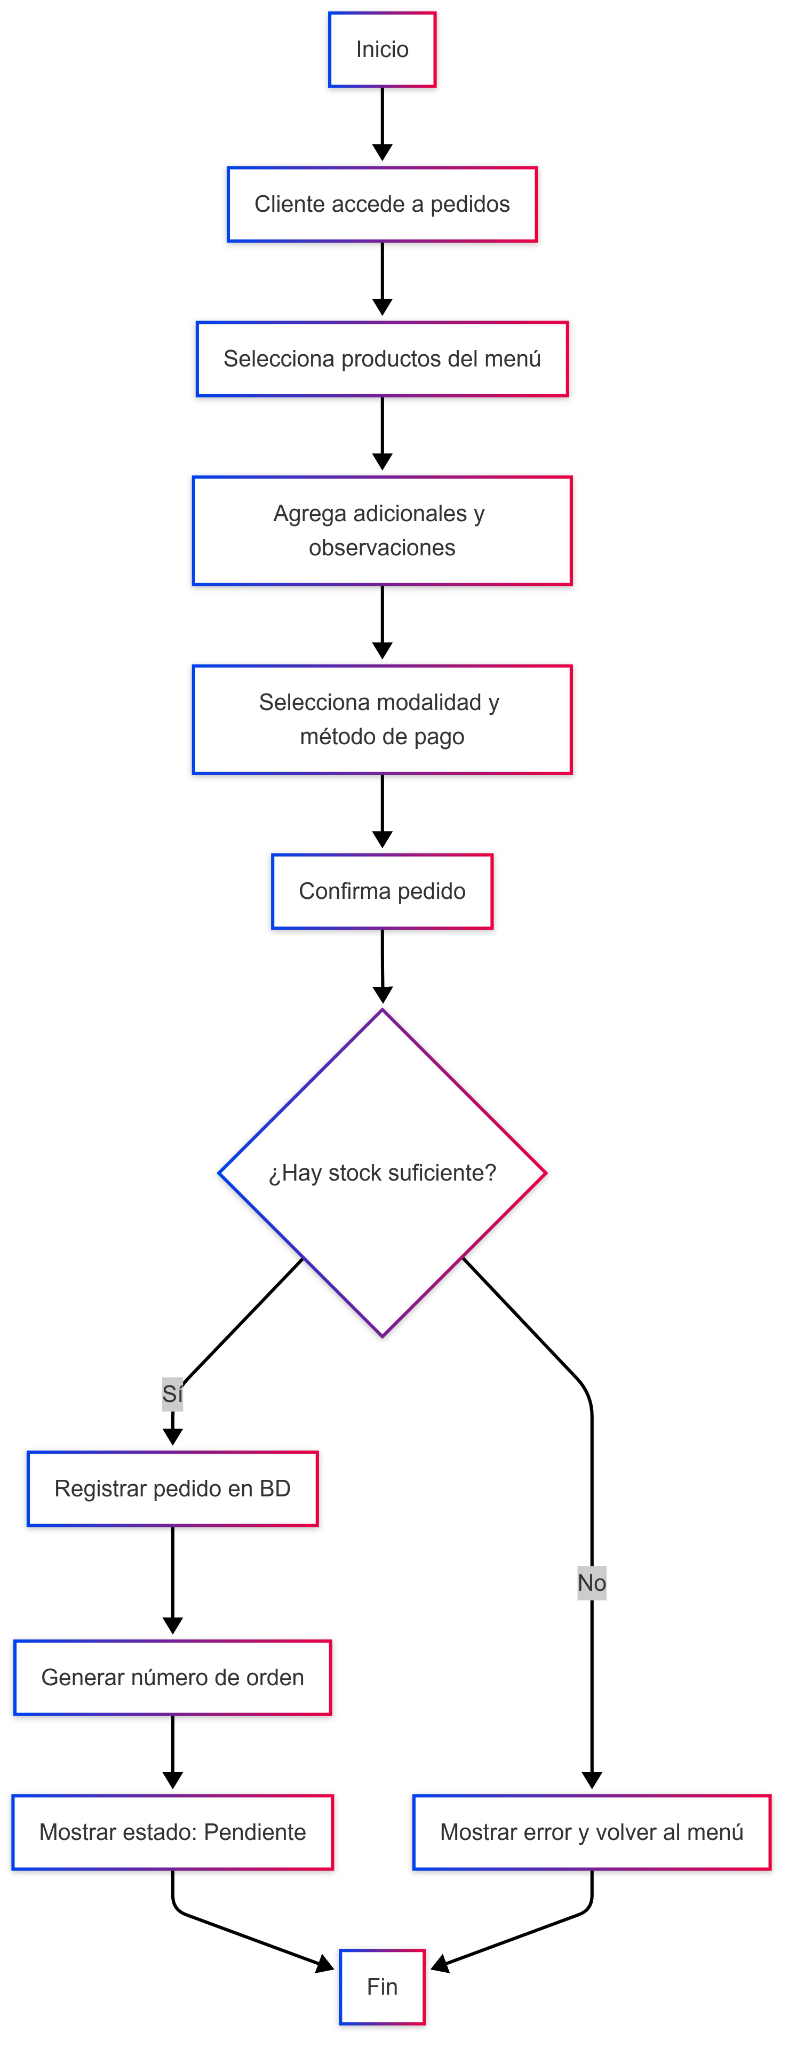 Inicio
Cliente accede a pedidos
Selecciona productos del menú
Agrega adicionales y
observaciones
Selecciona modalidad y
método de pago
Confirma pedido
¿Hay stock suficiente?
Sí
Registrar pedido en BD
No
Generar número de orden
Mostrar estado: Pendiente
Mostrar error y volver al menú
Fin